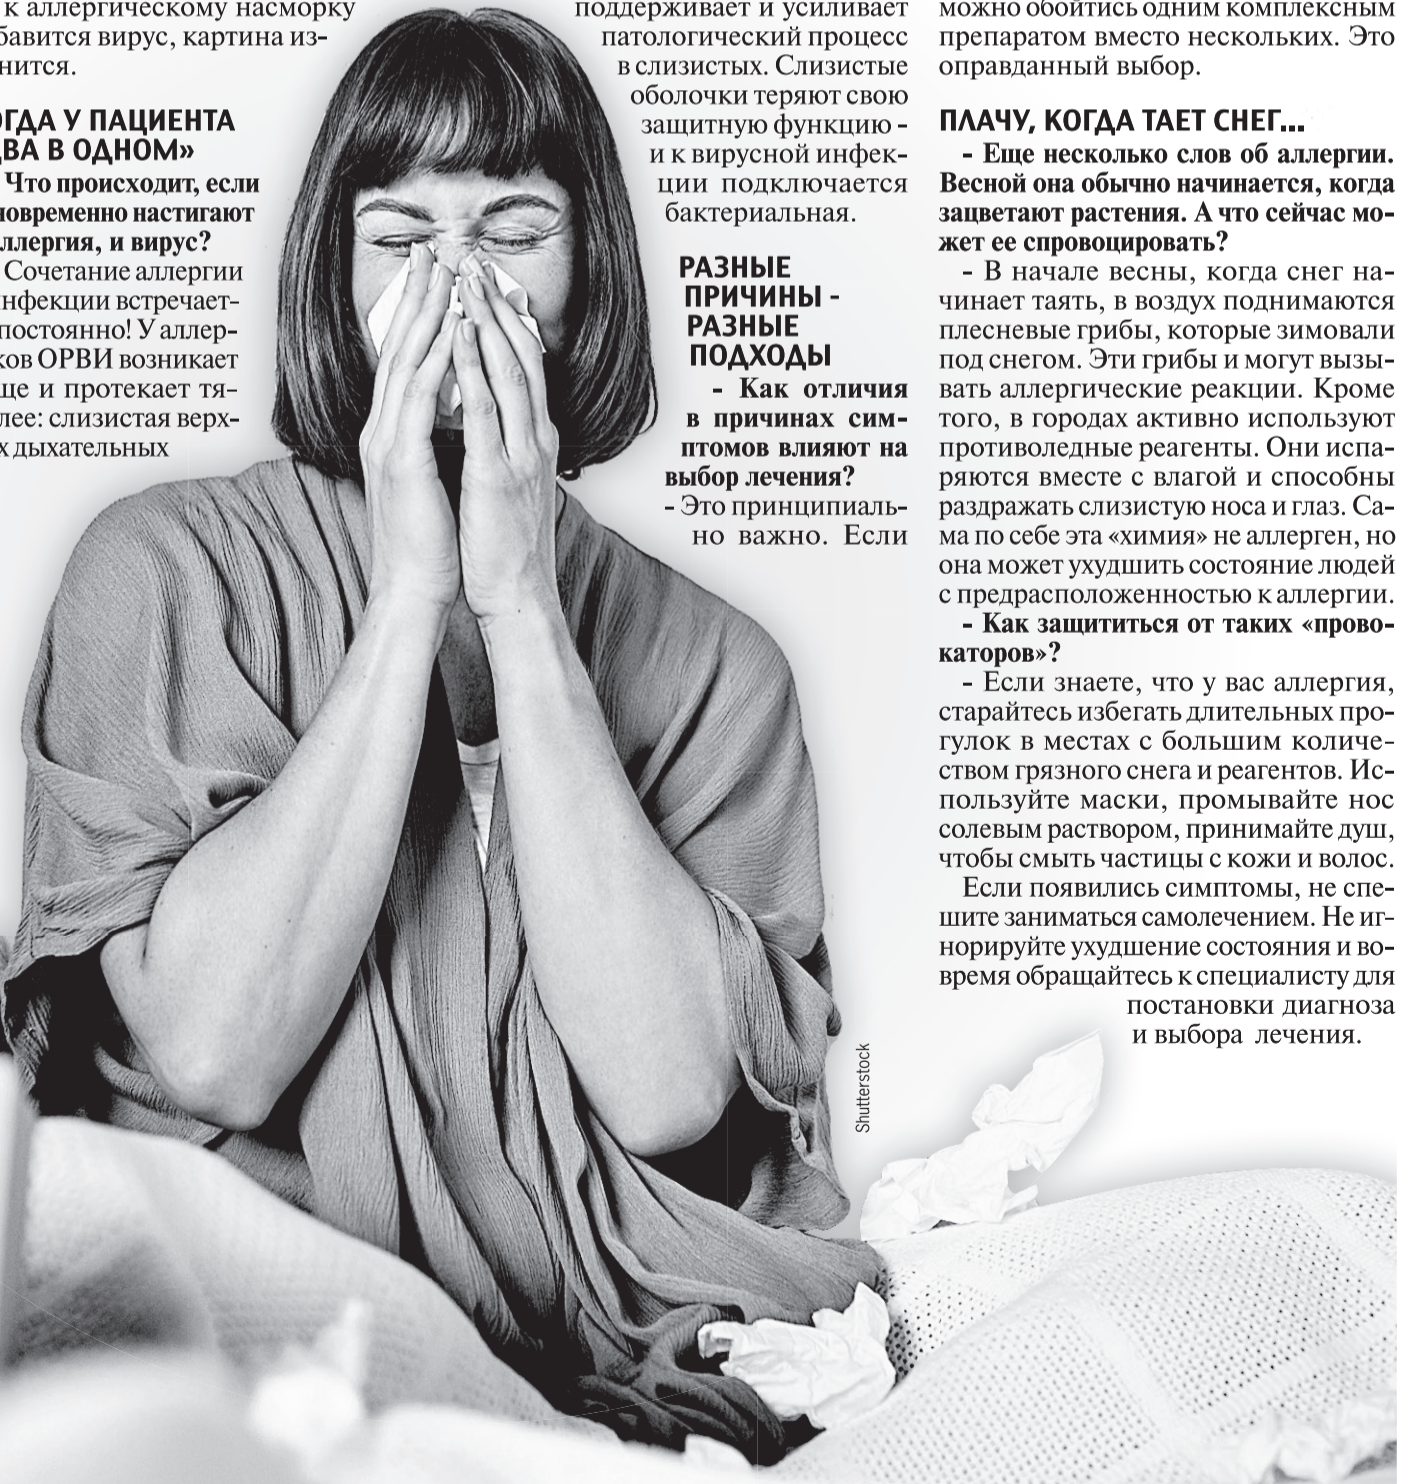 к аллергическому насморку
бавится вирус, картина из-
нится.
ОГДА У ПАЦИЕНТА
ДВА В ОДНОМ»
Что происходит, если
новременно настигают
ллергия, и вирус?
Сочетание аллергии
нфекции встречает-
постоянно! У аллер-
ков ОРВИ возникает
ще и протекает тя-
лее: слизистая верх-
х дыхательных
поддерживает и усиливает
патологический процесс
в слизистых. Слизистые
оболочки теряют свою
защитную функцию -
и к вирусной инфек-
ции подключается
бактериальная.
РАЗНЫЕ
ПРИЧИНЫ -
РАЗНЫЕ
ПОДХОДЫ
- Как отличия
в причинах сим-
птомов влияют на
выбор лечения?
- Это принципиаль-
но важно. Если
можно обойтись одним комплексным
препаратом вместо нескольких. Это
оправданный выбор.
ПЛАЧУ, КОГДА ТАЕТ СНЕГ...
- Еще несколько слов об аллергии.
Весной она обычно начинается, когда
зацветают растения. А что сейчас мо-
жет ее спровоцировать?
- В начале весны, когда снег на-
чинает таять, в воздух поднимаются
плесневые грибы, которые зимовали
под снегом. Эти грибы и могут вызы-
вать аллергические реакции. Кроме
того, в городах активно используют
противоледные реагенты. Они испа-
ряются вместе с влагой и способны
раздражать слизистую носа и глаз. Са-
ма по себе эта «химия» не аллерген, но
она может ухудшить состояние людей
с предрасположенностью к аллергии.
- Как защититься от таких «прово-
каторов»?
- Если знаете, что у вас аллергия,
старайтесь избегать длительных про-
гулок в местах с большим количе-
ством грязного снега и реагентов. Ис-
пользуйте маски, промывайте нос
солевым раствором, принимайте душ,
чтобы смыть частицы с кожи и волос.
Если появились симптомы, не спе-
шите заниматься самолечением. Не иг-
норируйте ухудшение состояния и во-
время обращайтесь к специалисту для
постановки диагноза
и выбора лечения.
Shutterstock